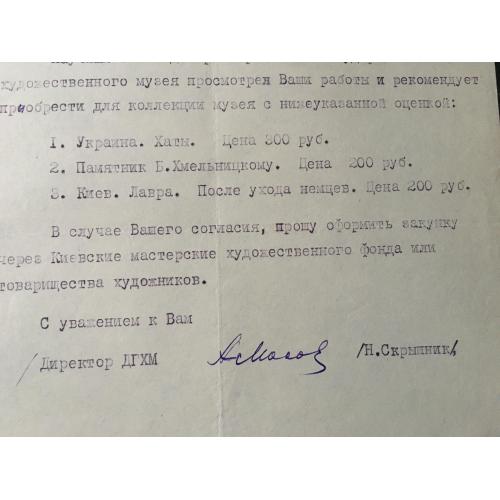 художественного музея просмотрел Ваши работы и рекомендует
приобрести для коллекции музея с нижеуказанной оценкой:
1. Украина. Хаты. Цена 300 руб.
2. Памятник Б.Хмельницкому. Цена 200 руб.
3. Киев. Лавра. После ухода немцев. Цена 200 руб.
В случае Вашего согласия, прошу оформить закупку
через Киевские мастерские художественного фонда или
товарищества художников.
С уважением к Вам
/Директор ДГХМ /Н.Скрыпник/